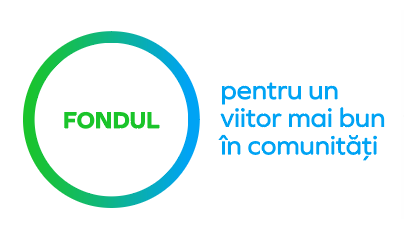 FONDUL
pentru un
viitor mai bun
în comunități